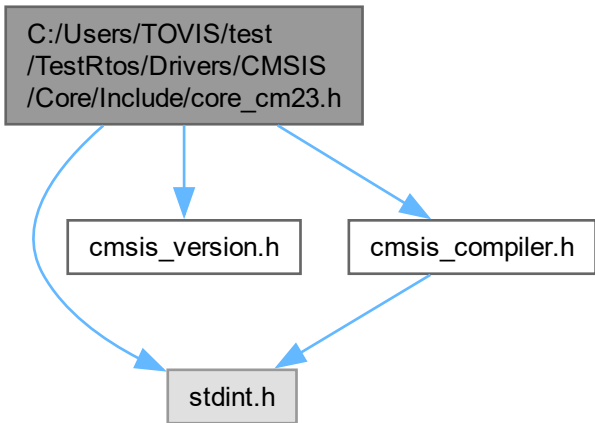 C:/Users/TOVIS/test
/TestRtos/Drivers/CMSIS
/Core/Include/core_cm23.h
cmsis_version.h
cmsis_compiler.h
stdint.h